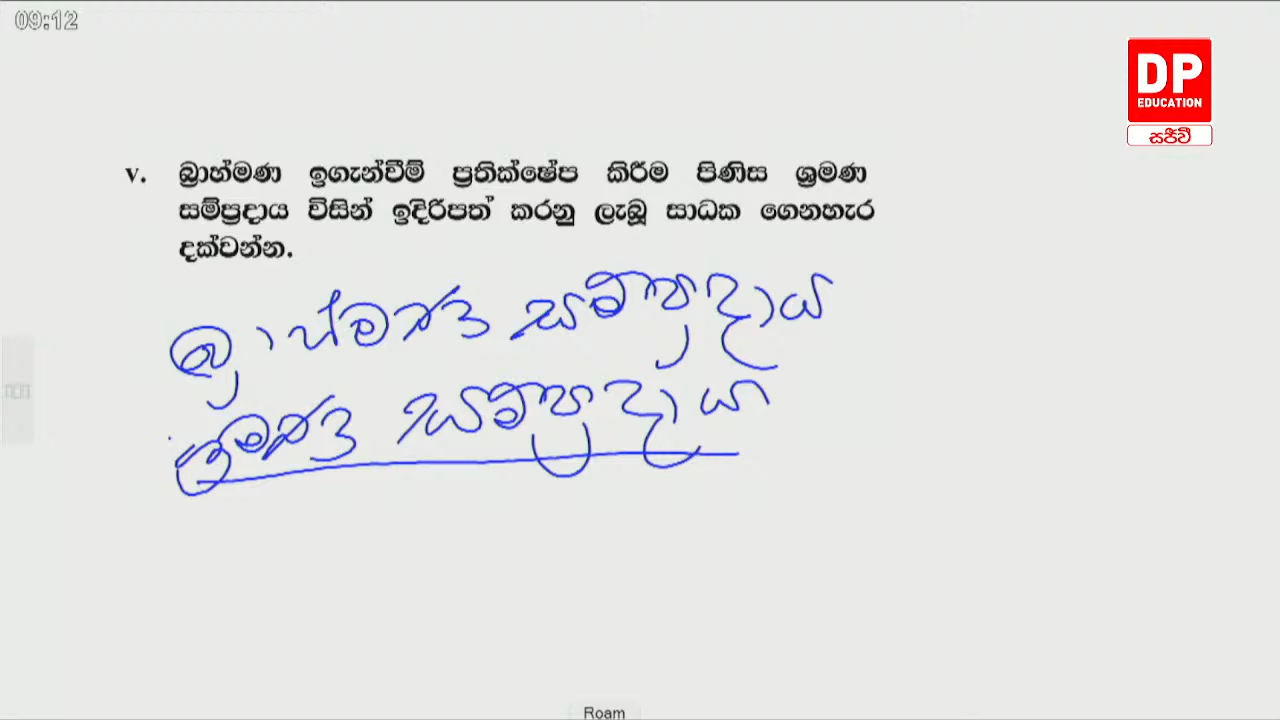 09:12
DP
EDUCATION
සජීවී
v. බ්‍රාහ්මණ ඉගැන්වීම් ප්‍රතික්ෂේප කිරීම පිණිස ශ්‍රමණ
සම්ප්‍රදාය විසින් ඉදිරිපත් කරනු ලැබූ සාධක ගෙනහැර
දක්වන්න.
බ්‍රාහ්මණ සම්ප්‍රදාය
ශ්‍රමණ සම්ප්‍රදාය
Roam